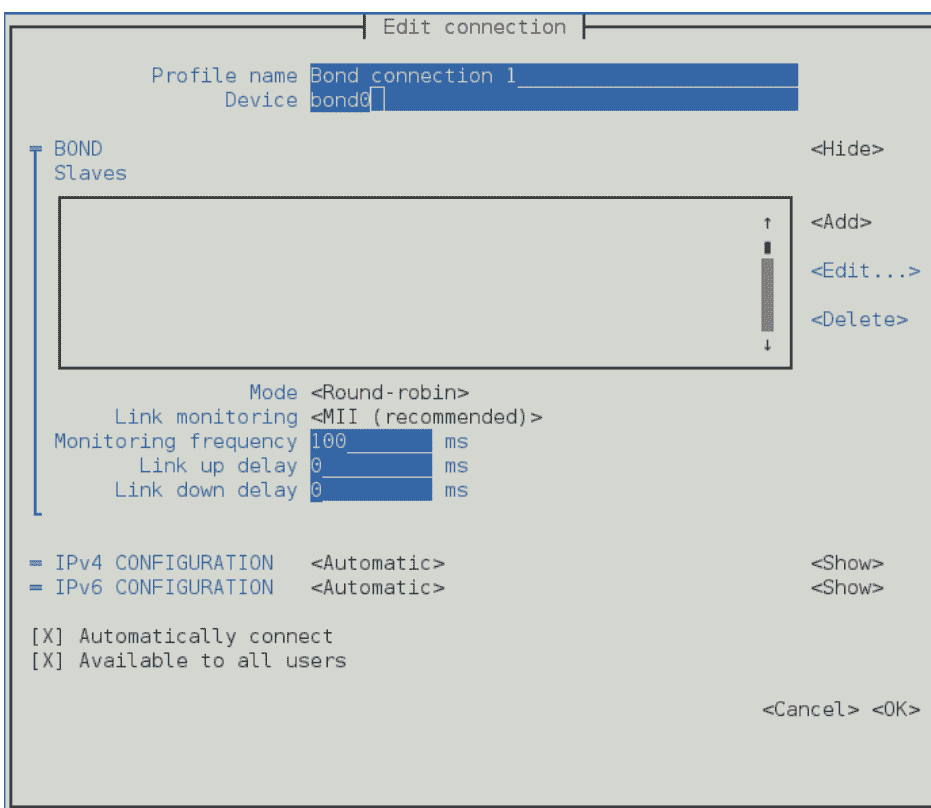 Edit connection
Profile name Bond connection 1
Device bond0
BOND <Hide>
Slaves
<Add>
<Edit...>
<Delete>
Mode <Round-robin>
Link monitoring <MII (recommended)>
Monitoring frequency 100 ms
Link up delay 0 ms
Link down delay 0 ms
IPv4 CONFIGURATION <Automatic> <Show>
IPv6 CONFIGURATION <Automatic> <Show>
[X] Automatically connect
[X] Available to all users
<Cancel> <OK>